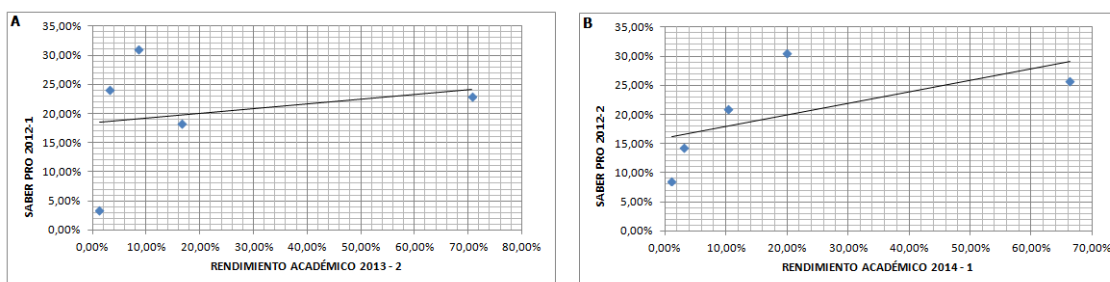 A
35,00%
30,00%
25,00%
20,00%
15,00%
10,00%
5,00%
0,00%
SABER PRO 2012-1
0,00% 10,00% 20,00% 30,00% 40,00% 50,00% 60,00% 70,00% 80,00%
RENDIMIENTO ACADÉMICO 2013 - 2
B
35,00%
30,00%
25,00%
20,00%
15,00%
10,00%
5,00%
0,00%
SABER PRO 2012-2
0,00% 10,00% 20,00% 30,00% 40,00% 50,00% 60,00% 70,00%
RENDIMIENTO ACADÉMICO 2014 - 1